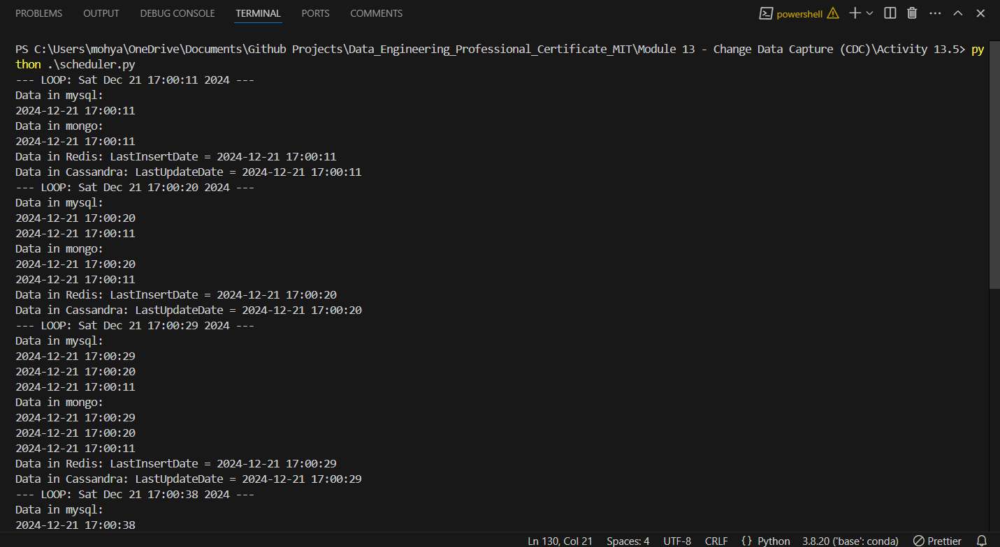 PROBLEMS OUTPUT DEBUG CONSOLE TERMINAL PORTS COMMENTS powershell
PS C:\Users\mohya\OneDrive\Documents\Github Projects\Data_Engineering_Professional_Certificate_MIT\Module 13 - Change Data Capture (CDC)\Activity 13.5> py
thon .\scheduler.py
--- LOOP: Sat Dec 21 17:00:11 2024 ---
Data in mysql:
2024-12-21 17:00:11
Data in mongo:
2024-12-21 17:00:11
Data in Redis: LastInsertDate = 2024-12-21 17:00:11
Data in Cassandra: LastUpdateDate = 2024-12-21 17:00:11
--- LOOP: Sat Dec 21 17:00:20 2024 ---
Data in mysql:
2024-12-21 17:00:20
2024-12-21 17:00:11
Data in mongo:
2024-12-21 17:00:20
2024-12-21 17:00:11
Data in Redis: LastInsertDate = 2024-12-21 17:00:20
Data in Cassandra: LastUpdateDate = 2024-12-21 17:00:20
--- LOOP: Sat Dec 21 17:00:29 2024 ---
Data in mysql:
2024-12-21 17:00:29
2024-12-21 17:00:20
2024-12-21 17:00:11
Data in mongo:
2024-12-21 17:00:29
2024-12-21 17:00:20
2024-12-21 17:00:11
Data in Redis: LastInsertDate = 2024-12-21 17:00:29
Data in Cassandra: LastUpdateDate = 2024-12-21 17:00:29
--- LOOP: Sat Dec 21 17:00:38 2024 ---
Data in mysql:
2024-12-21 17:00:38
Ln 130, Col 21 Spaces: 4 UTF-8 CRLF {} Python 3.8.20 ('base': conda) Prettier